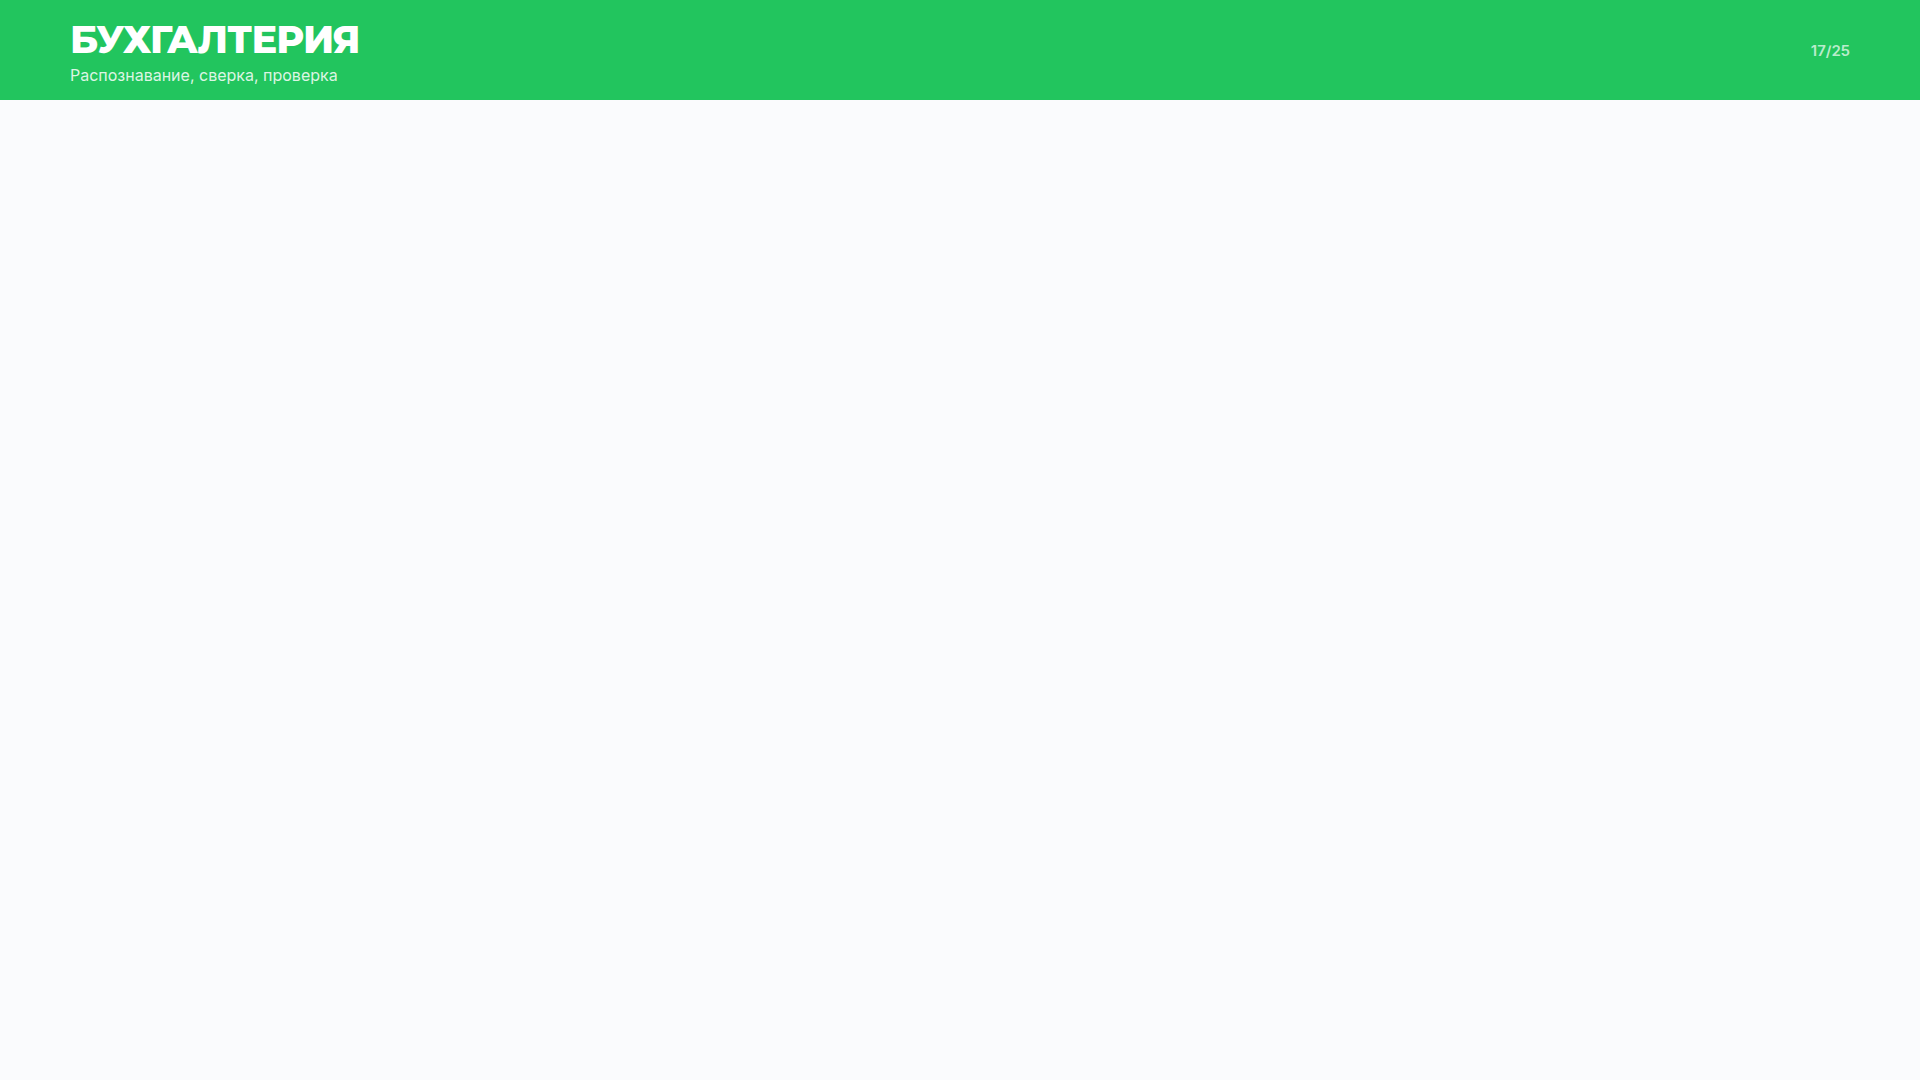 БУХГАЛТЕРИЯ
Распознавание, сверка, проверка
17/25